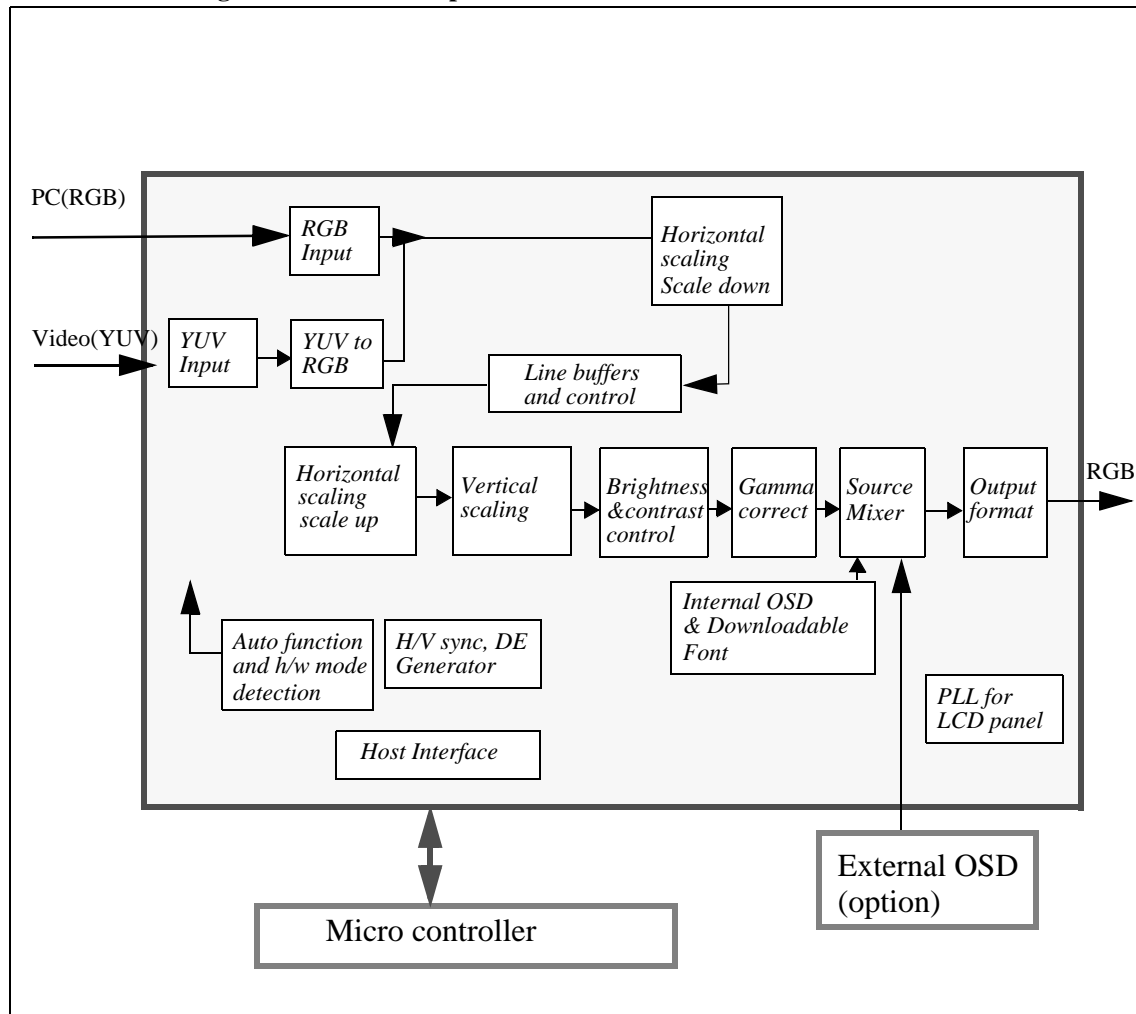 PC(RGB)
RGB
Input
Horizontal
scaling
Scale down
Video(YUV)
YUV
Input
YUV to
RGB
Line buffers
and control
Horizontal
scaling
scale up
Vertical
scaling
Brightness
&contrast
control
Gamma
correct
Source
Mixer
Output
format
RGB
Internal OSD
& Downloadable
Font
Auto function
and h/w mode
detection
H/V sync, DE
Generator
PLL for
LCD panel
Host Interface
External OSD
(option)
Micro controller